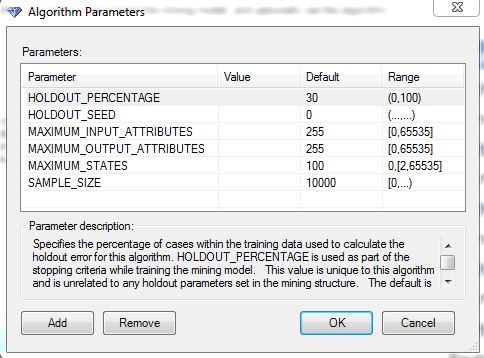 Algorithm Parameters
Parameters:
Parameter Value Default Range
HOLDOUT_PERCENTAGE 30 (0,100)
HOLDOUT_SEED 0 (...,...)
MAXIMUM_INPUT_ATTRIBUTES 255 [0,65535]
MAXIMUM_OUTPUT_ATTRIBUTES 255 [0,65535]
MAXIMUM_STATES 100 0,[2,65535]
SAMPLE_SIZE 10000 [0,...)
Parameter description:
Specifies the percentage of cases within the training data used to calculate the
holdout error for this algorithm. HOLDOUT_PERCENTAGE is used as part of the
stopping criteria while training the mining model. This value is unique to this algorithm
and is unrelated to any holdout parameters set in the mining structure. The default is
Add Remove OK Cancel